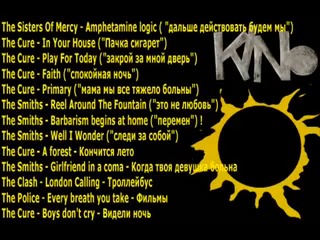 The Sisters Of Mercy - Amphetamine logic ( "дальше действовать будем мы")
The Cure - In Your House ("Пачка сигарет")
The Cure - Play For Today ("закрой за мной дверь")
The Cure - Faith ("спокойная ночь")
The Cure - Primary ("мама мы все тяжело больны")
The Smiths - Reel Around The Fountain ("это не любовь")
The Smiths - Barbarism begins at home ("перемен") !
The Smiths - Well I Wonder ("следи за собой")
The Cure - A forest - Кончится лето
The Smiths - Girlfriend in a coma - Когда твоя девушка больна
The Clash - London Calling - Троллейбус
The Police - Every breath you take - Фильмы
The Cure - Boys don't cry - Видели ночь
KINO